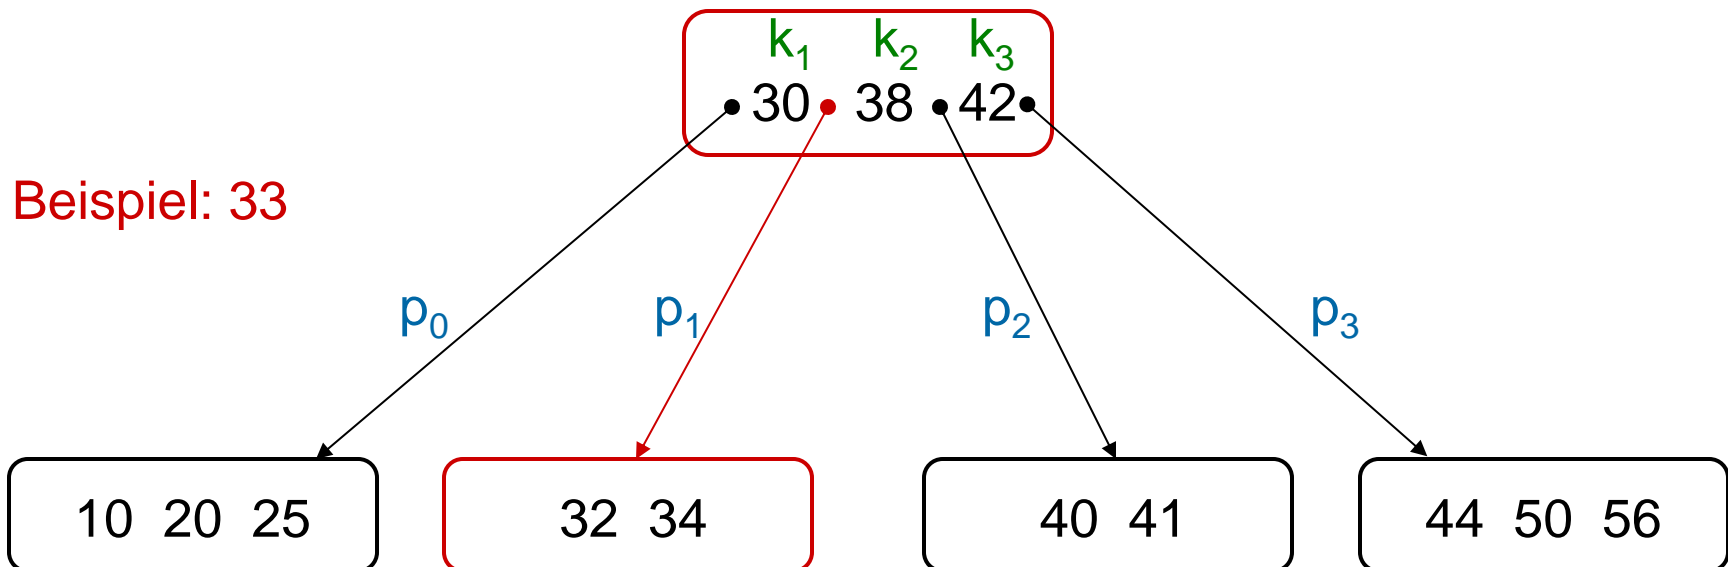 k₁ k₂ k₃
30 38 42
Beispiel: 33
p₀ p₁ p₂ p₃
10 20 25 32 34 40 41 44 50 56